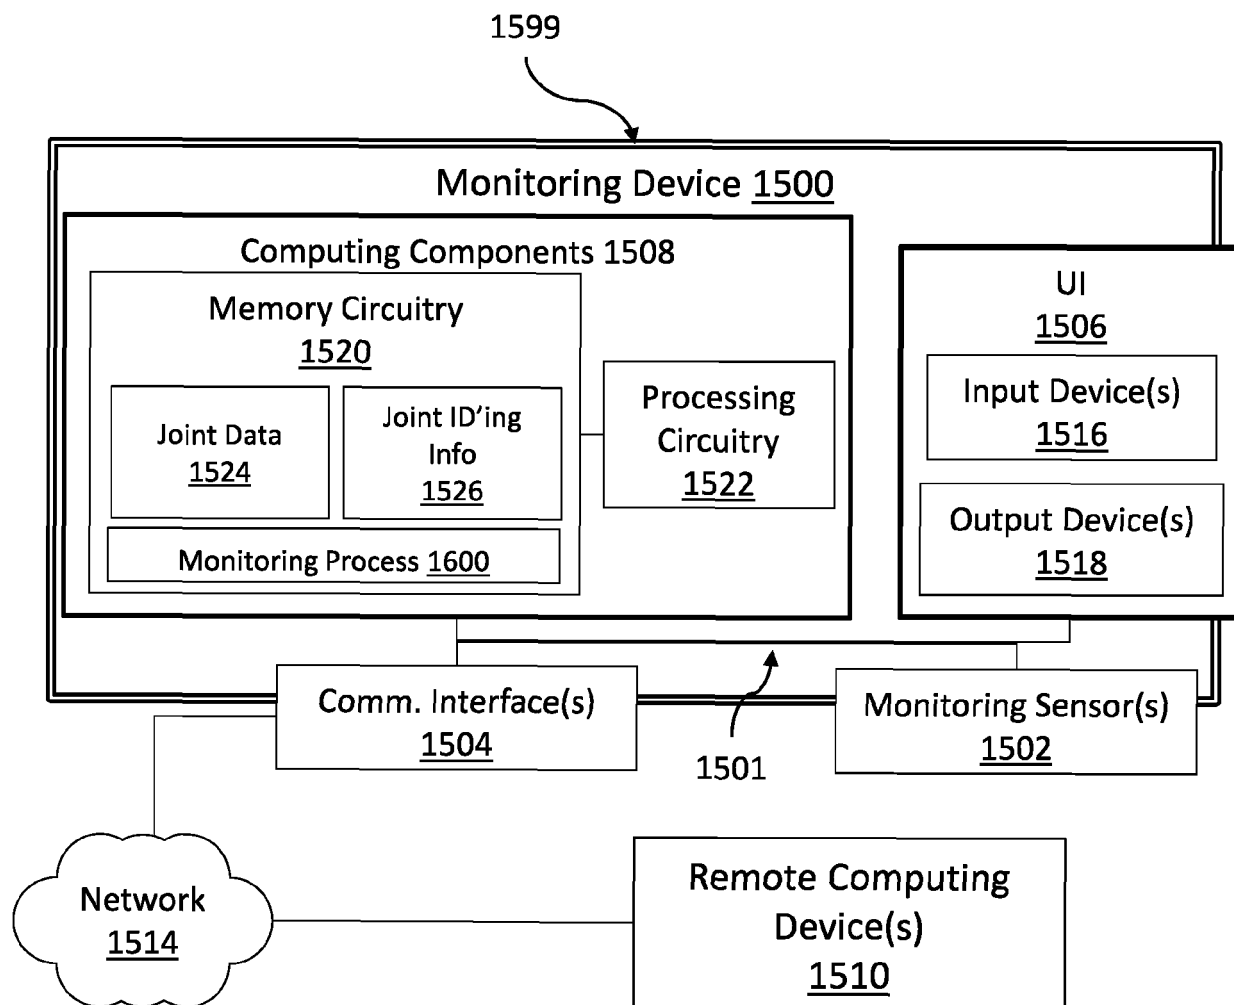 1599
Monitoring Device 1500
Computing Components 1508
Memory Circuitry
1520
Joint Data
1524
Joint ID'ing
Info
1526
Monitoring Process 1600
Processing
Circuitry
1522
UI
1506
Input Device(s)
1516
Output Device(s)
1518
Comm. Interface(s)
1504
1501
Monitoring Sensor(s)
1502
Network
1514
Remote Computing
Device(s)
1510